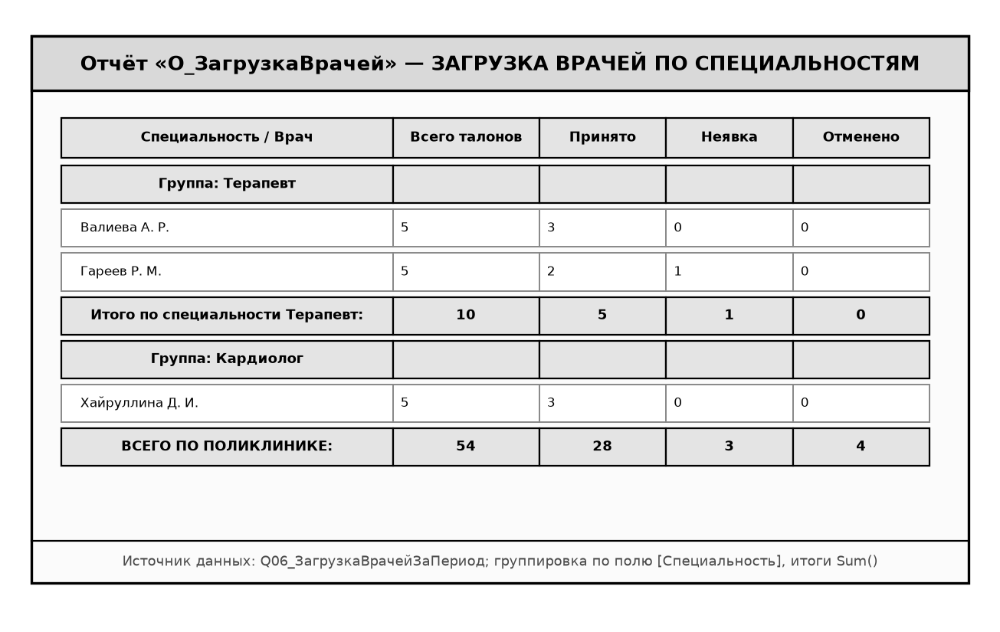 Отчёт «О_ЗагрузкаВрачей» — ЗАГРУЗКА ВРАЧЕЙ ПО СПЕЦИАЛЬНОСТЯМ
Специальность / Врач Всего талонов Принято Неявка Отменено
Группа: Терапевт
Валиева А. Р. 5 3 0 0
Гареев Р. М. 5 2 1 0
Итого по специальности Терапевт: 10 5 1 0
Группа: Кардиолог
Хайруллина Д. И. 5 3 0 0
ВСЕГО ПО ПОЛИКЛИНИКЕ: 54 28 3 4
Источник данных: Q06_ЗагрузкаВрачейЗаПериод; группировка по полю [Специальность], итоги Sum()